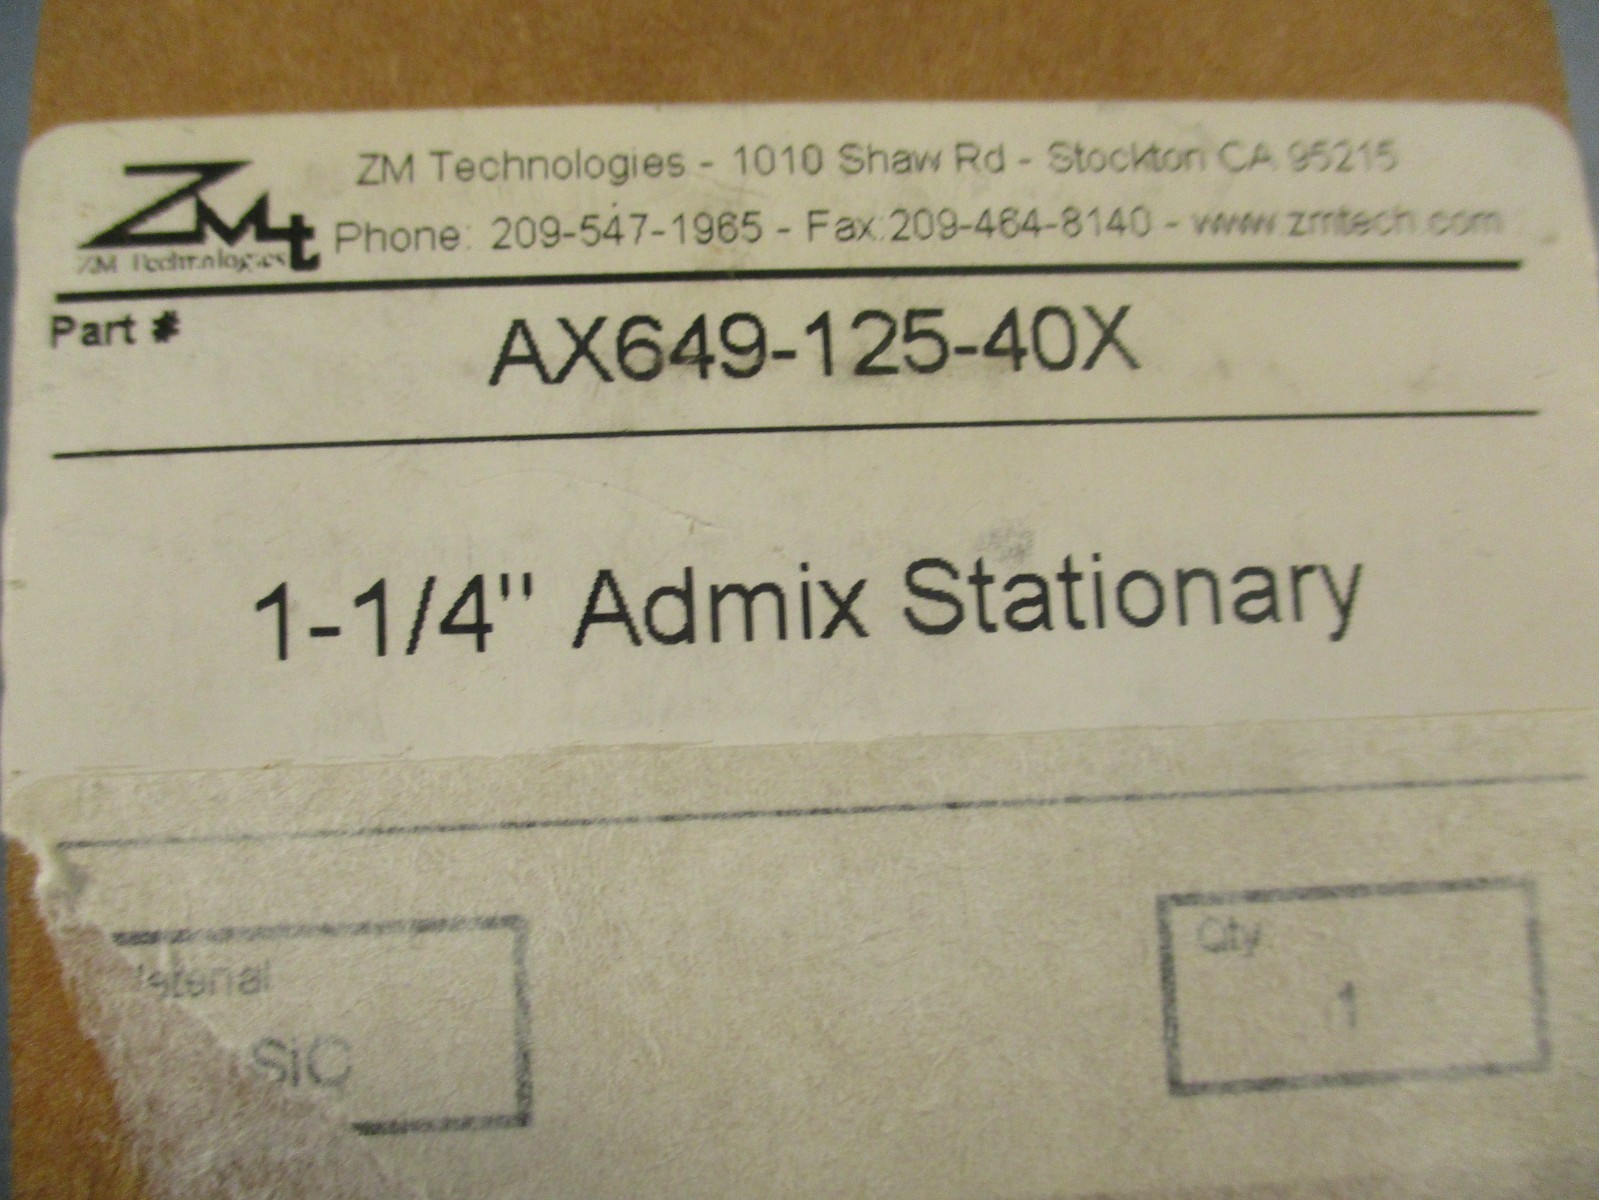 ZMt
ZM Technologies
ZM Technologies - 1010 Shaw Rd - Stockton CA 95215
Phone: 209-547-1965 - Fax:209-464-8140 - www.zmtech.com
Part #
AX649-125-40X
1-1/4" Admix Stationary
Qty
1
SiC